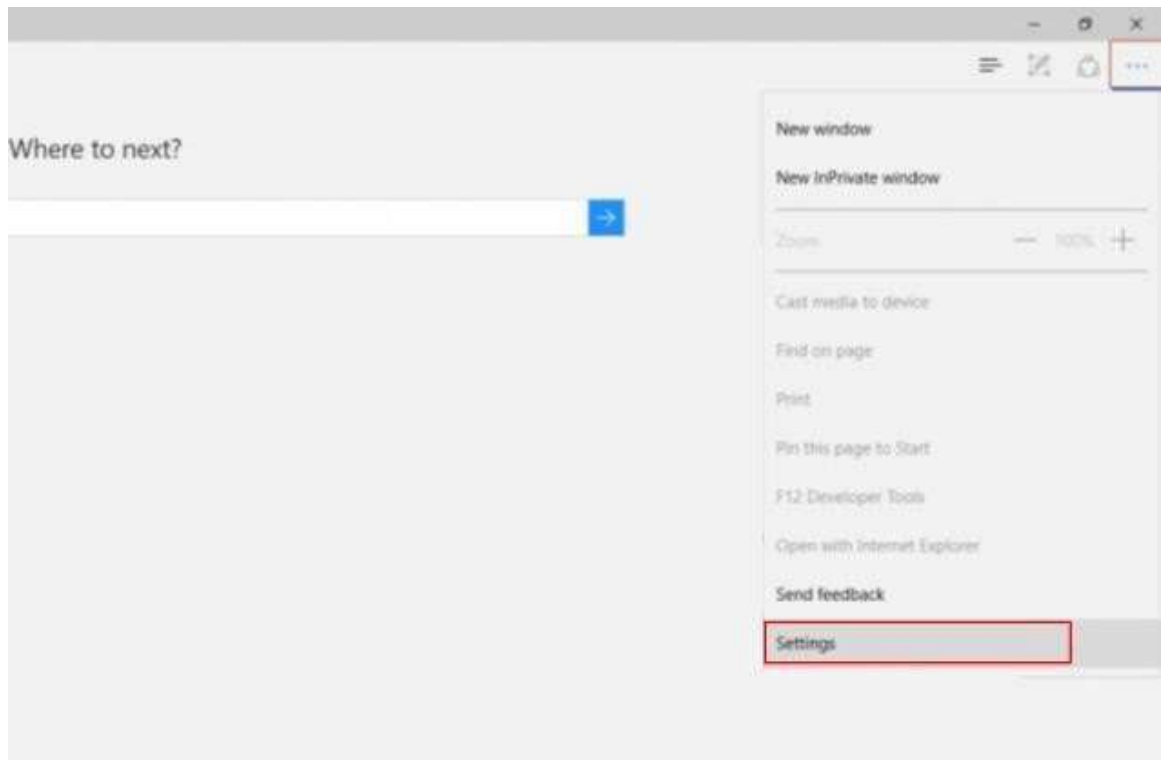 Where to next?
New window
New InPrivate window
Zoom
100%
Cast media to device
Find on page
Print
Pin this page to Start
F12 Developer Tools
Open with Internet Explorer
Send feedback
Settings